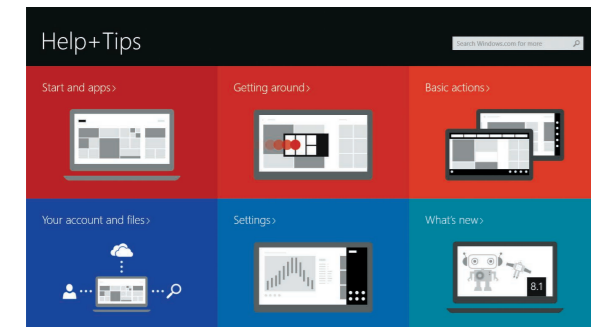 Help+Tips
Search Windows.com for more
Start and apps>
Getting around>
Basic actions>
Your account and files>
Settings>
What's new>
8.1